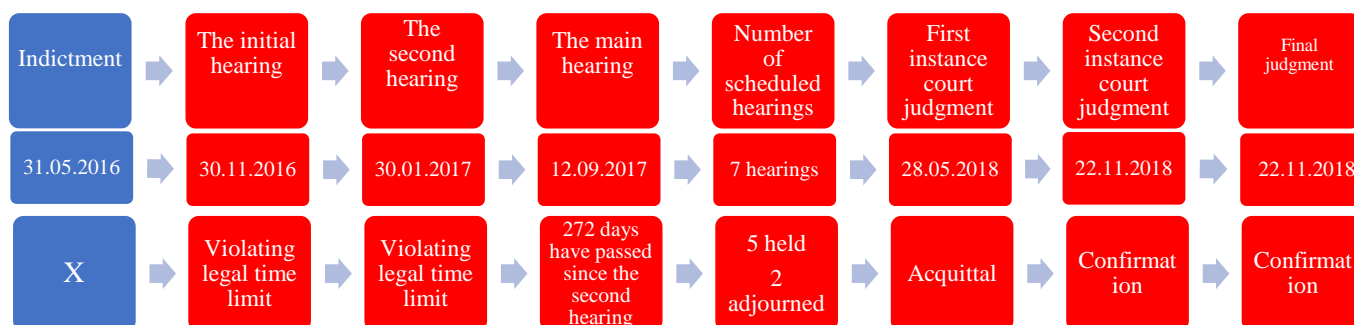 Indictment
The initial
hearing
The
second
hearing
The main
hearing
Number
of
scheduled
hearings
First
instance
court
judgment
Second
instance
court
judgment
Final
judgment
31.05.2016
30.11.2016
30.01.2017
12.09.2017
7 hearings
28.05.2018
22.11.2018
22.11.2018
X
Violating
legal time
limit
Violating
legal time
limit
272 days
have passed
since the
second
hearing
5 held
2
adjourned
Acquittal
Confirmat
ion
Confirmat
ion